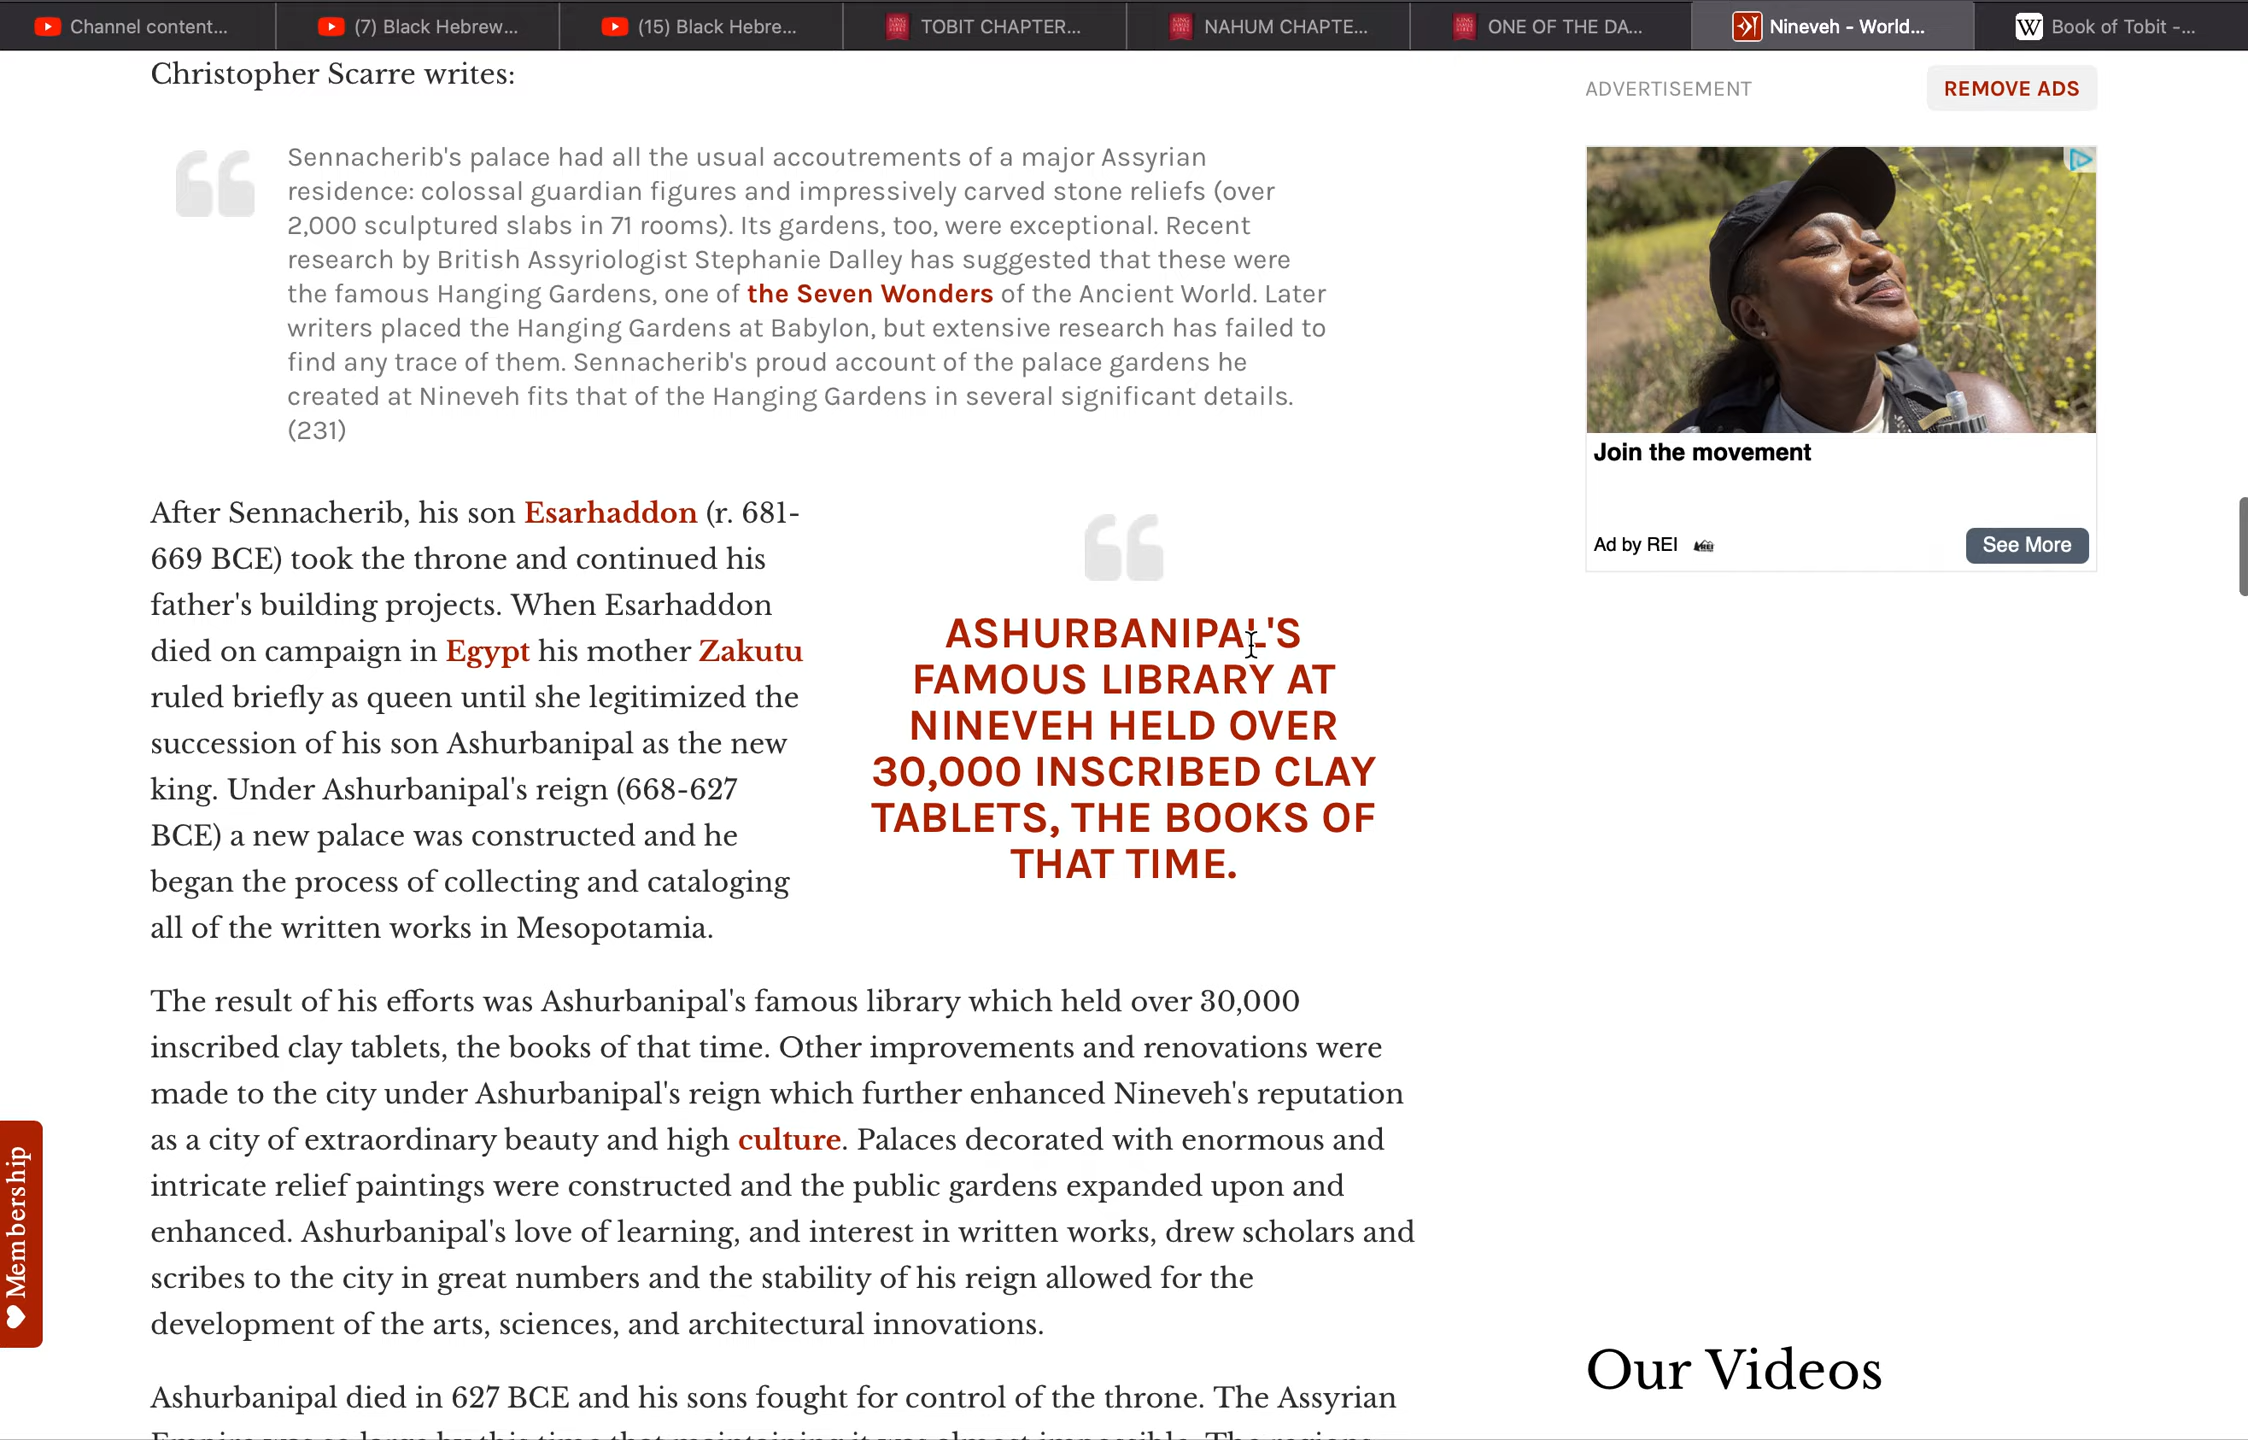 Channel content...
(7) Black Hebrew...
(15) Black Hebre...
TOBIT CHAPTER...
NAHUM CHAPTE...
ONE OF THE DA...
Nineveh - World...
W Book of Tobit -...
Christopher Scarre writes:
Sennacherib's palace had all the usual accoutrements of a major Assyrian
residence: colossal guardian figures and impressively carved stone reliefs (over
2,000 sculptured slabs in 71 rooms). Its gardens, too, were exceptional. Recent
research by British Assyriologist Stephanie Dalley has suggested that these were
the famous Hanging Gardens, one of the Seven Wonders of the Ancient World. Later
writers placed the Hanging Gardens at Babylon, but extensive research has failed to
find any trace of them. Sennacherib's proud account of the palace gardens he
created at Nineveh fits that of the Hanging Gardens in several significant details.
(231)
After Sennacherib, his son Esarhaddon (r. 681-
669 BCE) took the throne and continued his
father's building projects. When Esarhaddon
died on campaign in Egypt his mother Zakutu
ruled briefly as queen until she legitimized the
succession of his son Ashurbanipal as the new
king. Under Ashurbanipal's reign (668-627
BCE) a new palace was constructed and he
began the process of collecting and cataloging
all of the written works in Mesopotamia.
ASHURBANIPAL'S
FAMOUS LIBRARY AT
NINEVEH HELD OVER
30,000 INSCRIBED CLAY
TABLETS, THE BOOKS OF
THAT TIME.
The result of his efforts was Ashurbanipal's famous library which held over 30,000
inscribed clay tablets, the books of that time. Other improvements and renovations were
made to the city under Ashurbanipal's reign which further enhanced Nineveh's reputation
as a city of extraordinary beauty and high culture. Palaces decorated with enormous and
intricate relief paintings were constructed and the public gardens expanded upon and
enhanced. Ashurbanipal's love of learning, and interest in written works, drew scholars and
scribes to the city in great numbers and the stability of his reign allowed for the
development of the arts, sciences, and architectural innovations.
Ashurbanipal died in 627 BCE and his sons fought for control of the throne. The Assyrian
ADVERTISEMENT
REMOVE ADS
Join the movement
Ad by REI
See More
Our Videos
Membership